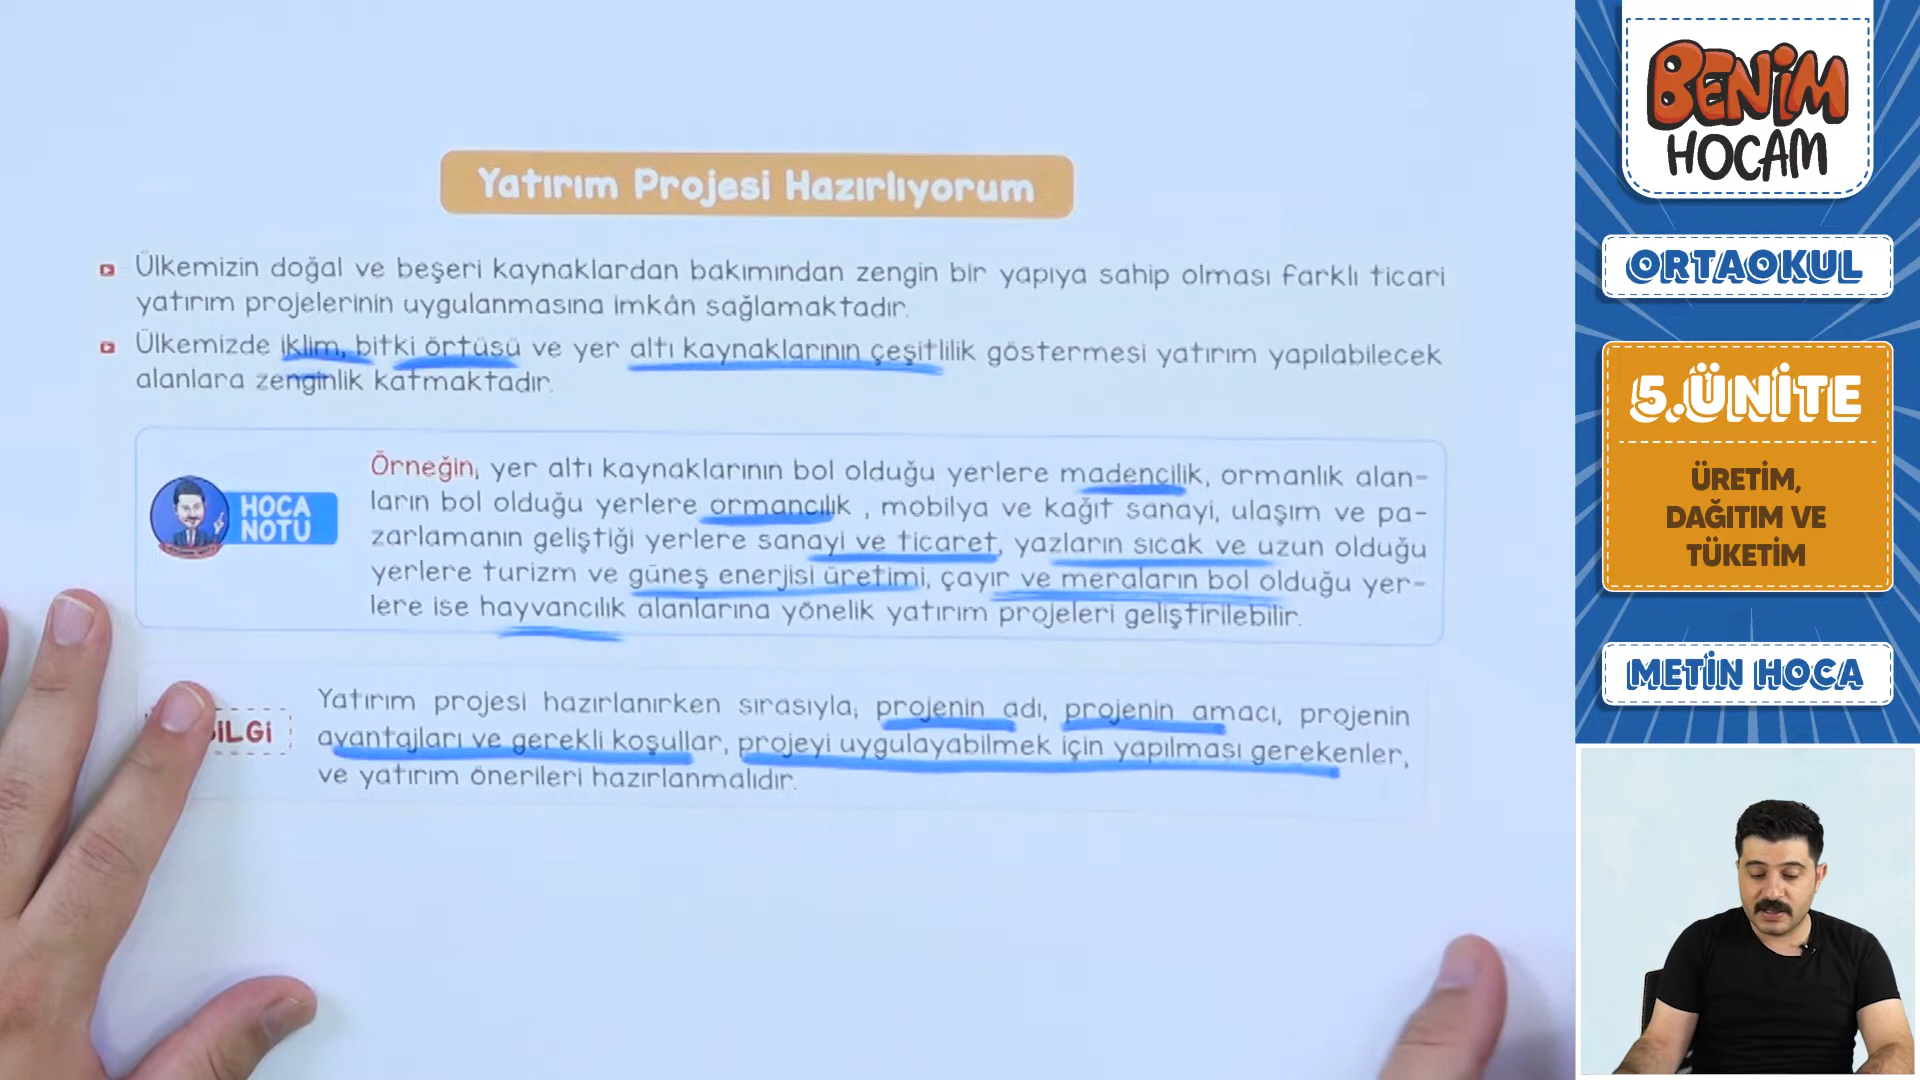 Yatırım Projesi Hazırlıyorum
Ülkemizin doğal ve beşeri kaynaklardan bakımından zengin bir yapıya sahip olması farklı ticari
yatırım projelerinin uygulanmasına imkân sağlamaktadır.
Ülkemizde iklim, bitki örtüsü ve yer altı kaynaklarının çeşitlilik göstermesi yatırım yapılabilecek
alanlara zenginlik katmaktadır.
HOCA
NOTU
Örneğin, yer altı kaynaklarının bol olduğu yerlere madencilik, ormanlık alan-
ların bol olduğu yerlere ormancılık , mobilya ve kağıt sanayi, ulaşım ve pa-
zarlamanın geliştiği yerlere sanayi ve ticaret, yazların sıcak ve uzun olduğu
yerlere turizm ve güneş enerjisi üretimi, çayır ve meraların bol olduğu yer-
lere ise hayvancılık alanlarına yönelik yatırım projeleri geliştirilebilir.
BİLGİ
Yatırım projesi hazırlanırken sırasıyla; projenin adı, projenin amacı, projenin
avantajları ve gerekli koşullar, projeyi uygulayabilmek için yapılması gerekenler,
ve yatırım önerileri hazırlanmalıdır.
BENİM
HOCAM
ORTAOKUL
5.ÜNİTE
ÜRETİM,
DAĞITIM VE
TÜKETİM
METİN HOCA